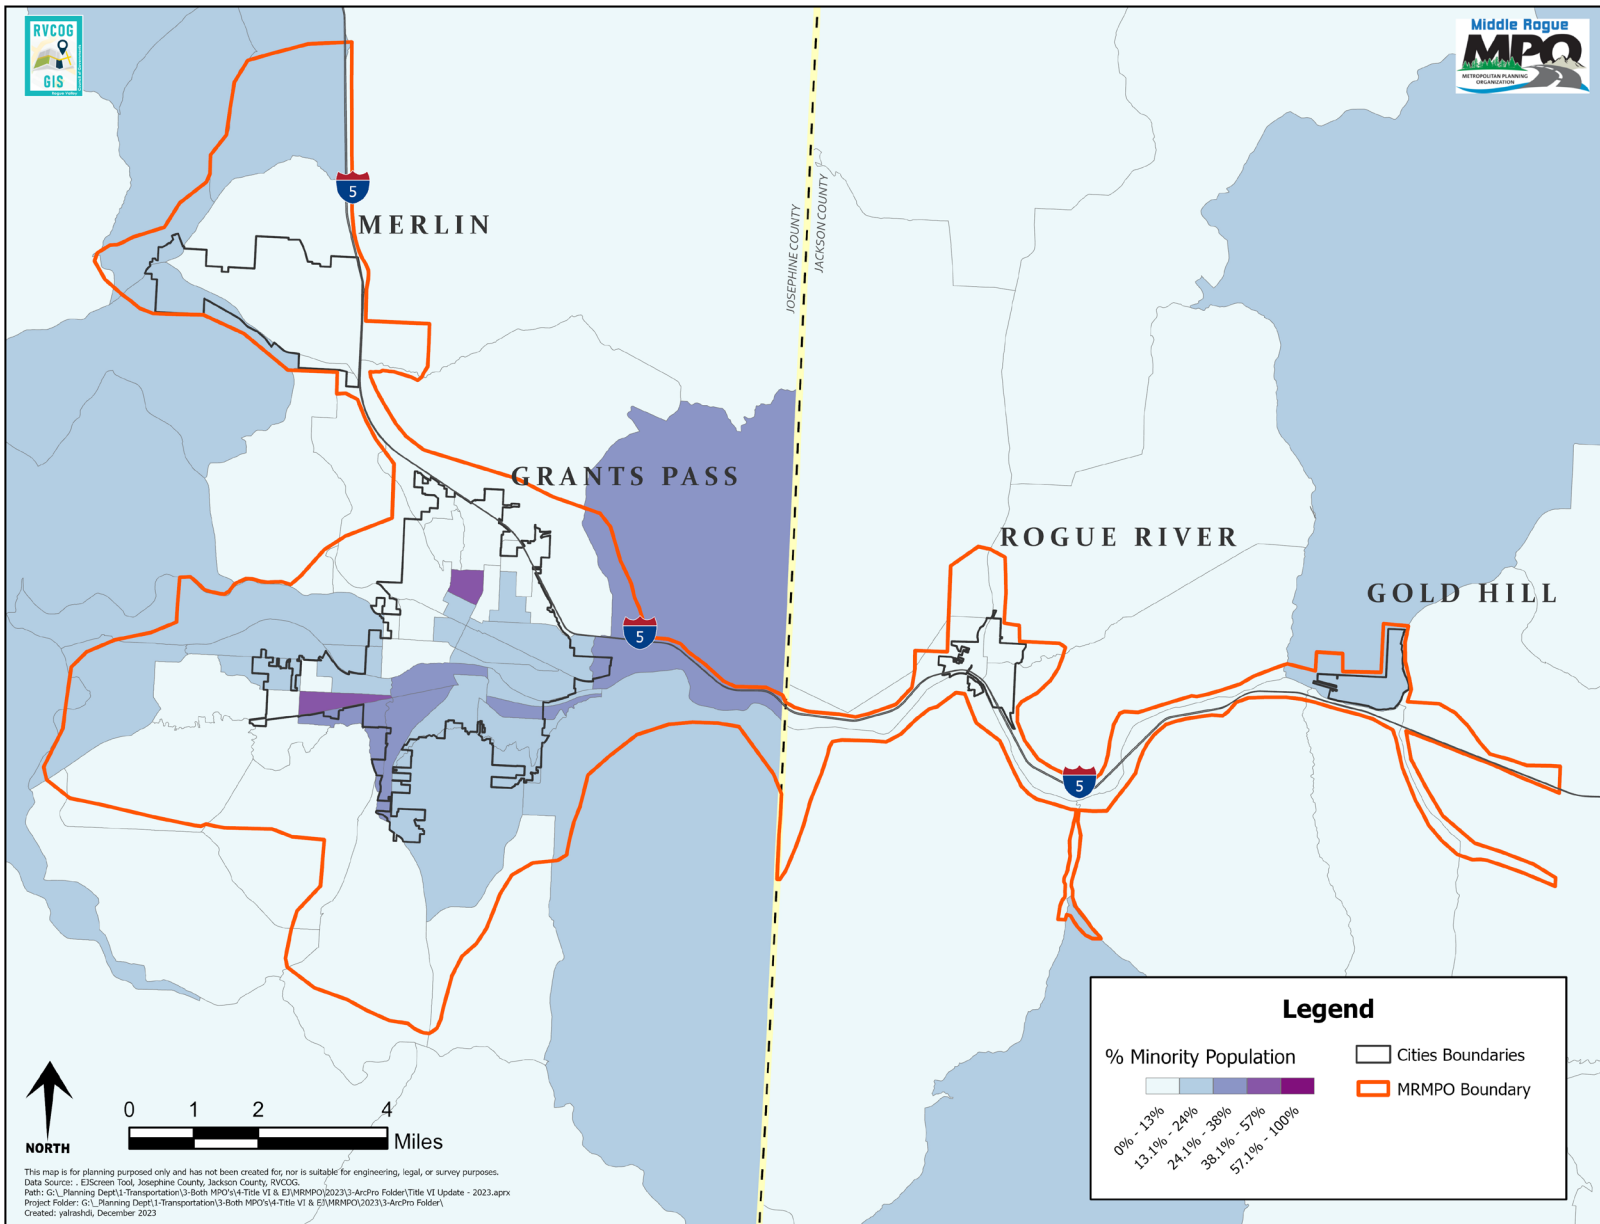 RVCOG
GIS
Rogue Valley
Middle Rogue
MPO
METROPOLITAN PLANNING
ORGANIZATION
5
MERLIN
JOSEPHINE COUNTY
JACKSON COUNTY
GRANTS PASS
ROGUE RIVER
GOLD HILL
5
5
Legend
% Minority Population
0% - 13%
13.1% - 24%
24.1% - 38%
38.1% - 57%
57.1% - 100%
Cities Boundaries
MRMPO Boundary
NORTH
0 1 2 4
Miles
This map is for planning purposed only and has not been created for, nor is suitable for engineering, legal, or survey purposes.
Data Source: . EJScreen Tool, Josephine County, Jackson County, RVCOG.
Path: G:\_Planning Dept\1-Transportation\3-Both MPO's\4-Title VI & EJ\MRMPO\2023\3-ArcPro Folder\Title VI Update - 2023.aprx
Project Folder: G:\_Planning Dept\1-Transportation\3-Both MPO's\4-Title VI & EJ\MRMPO\2023\3-ArcPro Folder\
Created: yalrashdi, December 2023